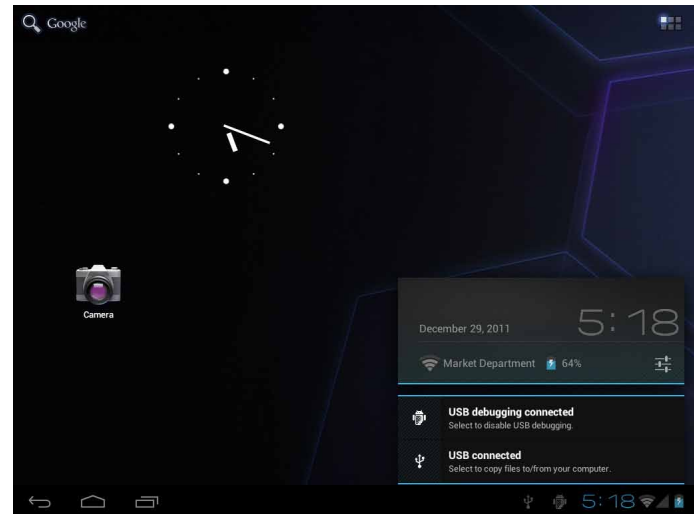 Google
Camera
December 29, 2011
5:18
Market Department 64%
USB debugging connected
Select to disable USB debugging.
USB connected
Select to copy files to/from your computer.
5:18